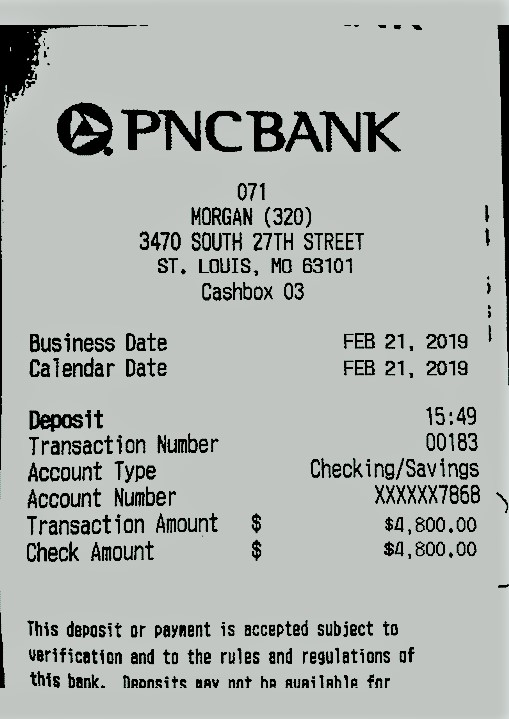 PNCBANK
071
MORGAN (320)
3470 SOUTH 27TH STREET
ST. LOUIS, MO 63101
Cashbox 03
Business Date FEB 21, 2019
Calendar Date FEB 21, 2019
Deposit 15:49
Transaction Number 00183
Account Type Checking/Savings
Account Number XXXXXX7868
Transaction Amount $ $4,800.00
Check Amount $ $4,800.00
This deposit or payment is accepted subject to
verification and to the rules and regulations of
this bank. Deposits may not be available for